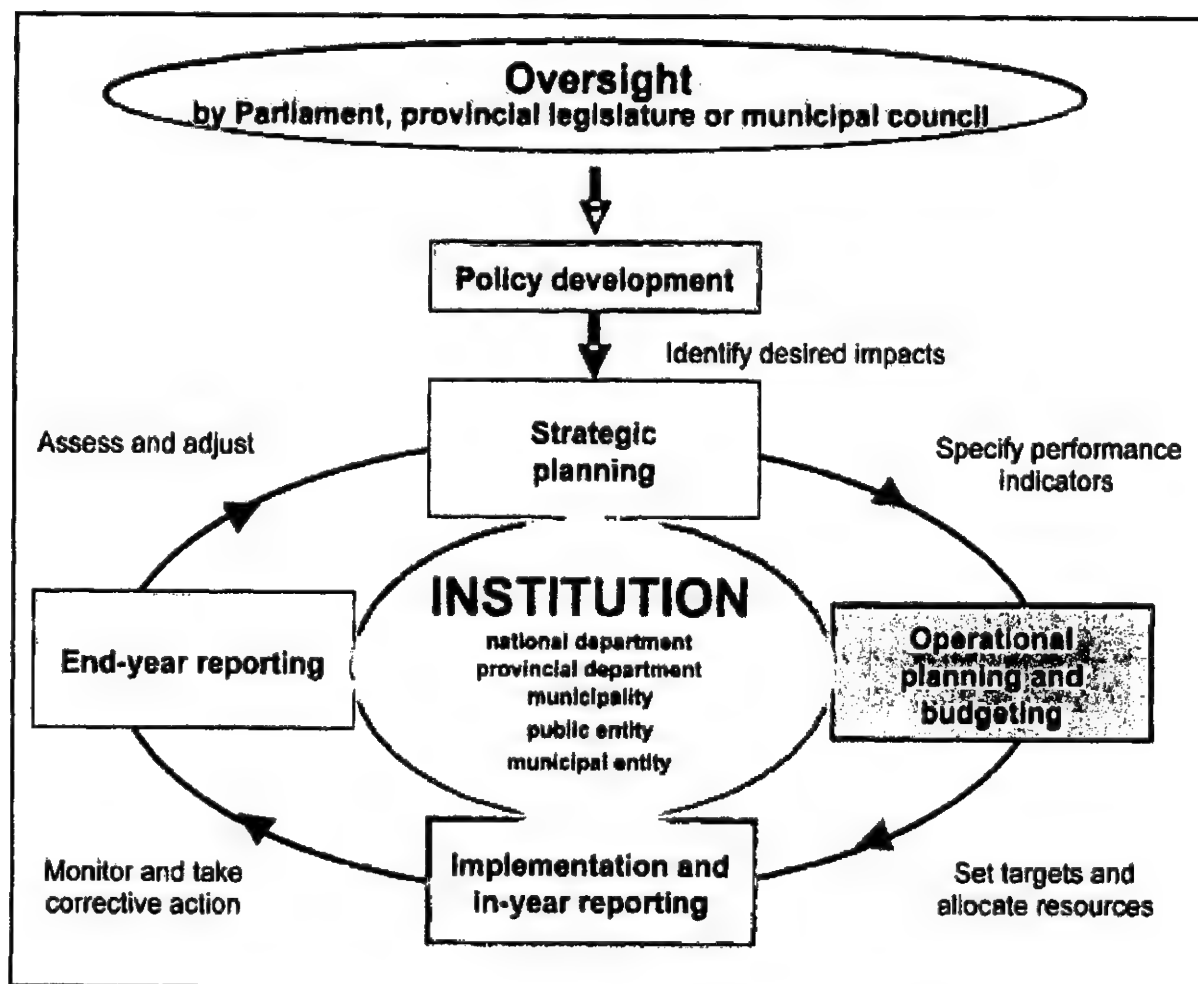 Oversight
by Parliament, provincial legislature or municipal council
Policy development
Identify desired impacts
Strategic
planning
Assess and adjust
Specify performance
indicators
INSTITUTION
national department
provincial department
municipality
public entity
municipal entity
End-year reporting
Operational
planning and
budgeting
Monitor and take
corrective action
Implementation and
in-year reporting
Set targets and
allocate resources